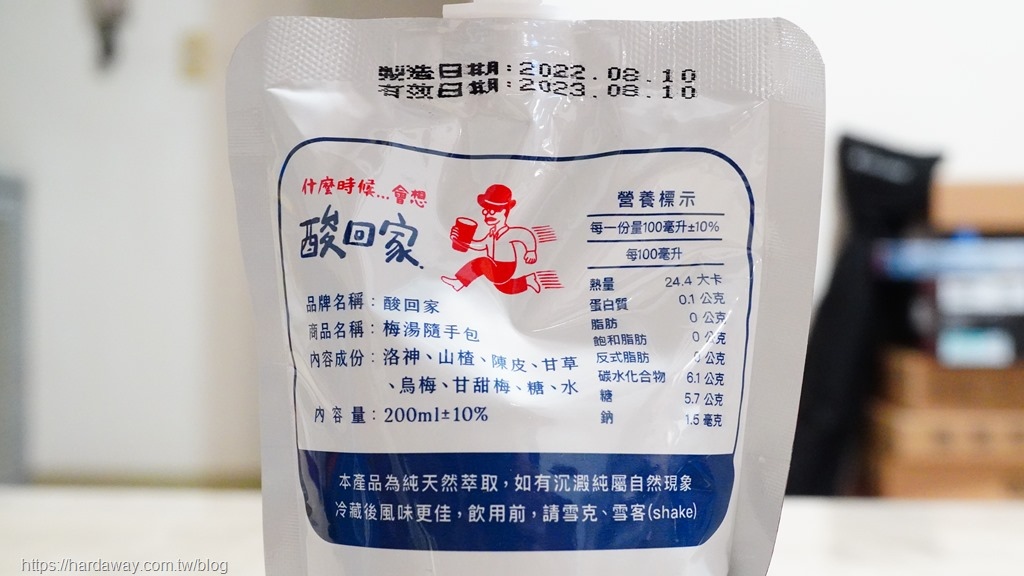 製造日期:2022.08.10
有效日期:2023.08.10
什麼時候...會想
酸回家
品牌名稱：酸回家
商品名稱：梅湯隨手包
內容成份：洛神、山楂、陳皮、甘草
、烏梅、甘甜梅、糖、水
內容量：200ml±10%
營養標示
每一份量100毫升±10%
每100毫升
熱量 24.4 大卡
蛋白質 0.1 公克
脂肪 0 公克
飽和脂肪 0 公克
反式脂肪 0 公克
碳水化合物 6.1 公克
糖 5.7 公克
鈉 1.5 毫克
本產品為純天然萃取，如有沉澱純屬自然現象
冷藏後風味更佳，飲用前，請雪克、雪客(shake)
https://hardaway.com.tw/blog